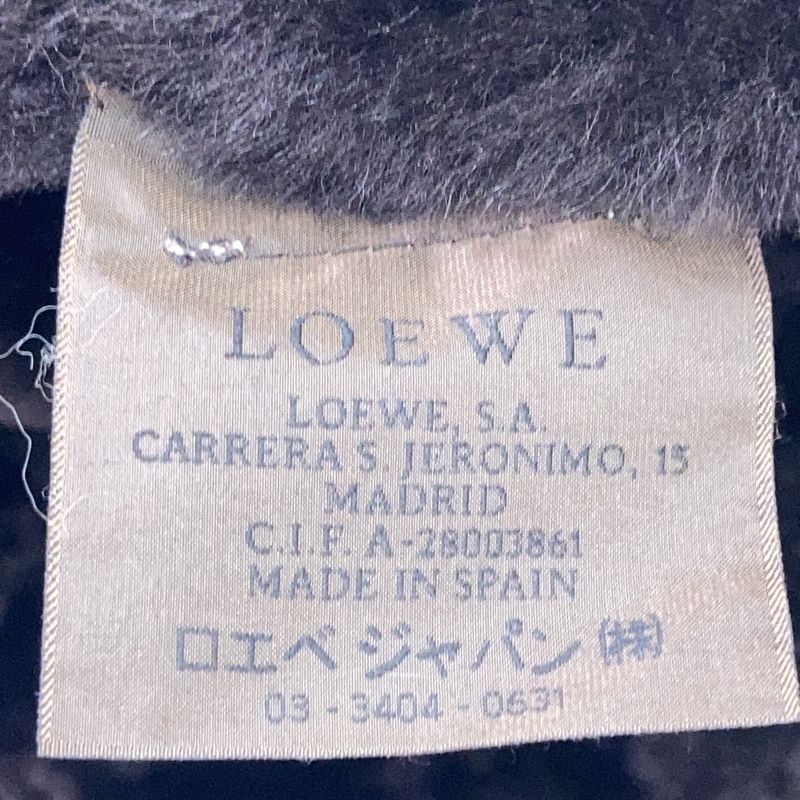 LOEWE
LOEWE, S.A.
CARRERA S. JERONIMO, 15
MADRID
C.I.F. A-28003861
MADE IN SPAIN
ロエベ ジャパン ㈱
03 - 3404 - 0631